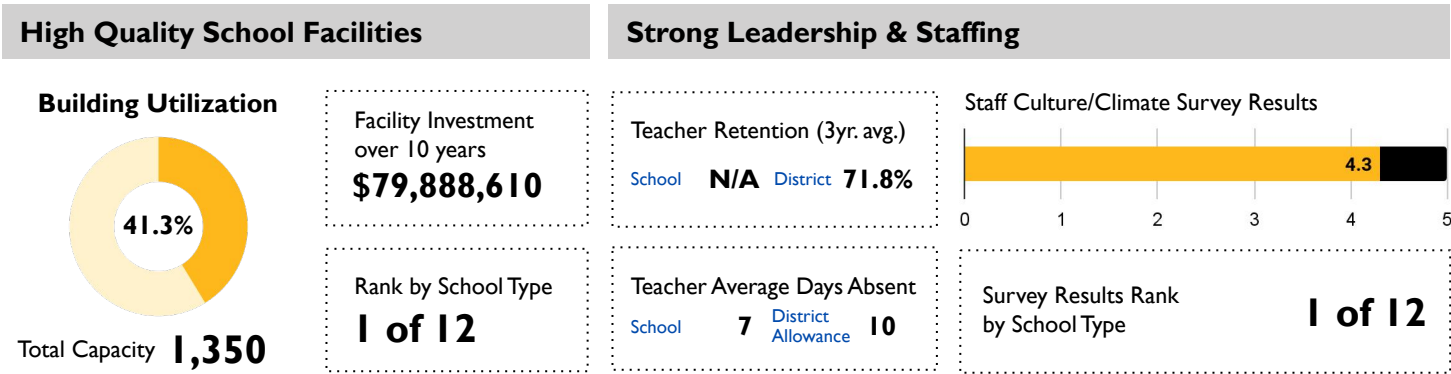 High Quality School Facilities
Building Utilization
41.3%
Total Capacity 1,350
Facility Investment
over 10 years
$79,888,610
Rank by School Type
1 of 12
Strong Leadership & Staffing
Teacher Retention (3yr. avg.)
School N/A District 71.8%
Teacher Average Days Absent
School 7 District
Allowance 10
Staff Culture/Climate Survey Results
4.3
0 1 2 3 4 5
Survey Results Rank
by School Type
1 of 12